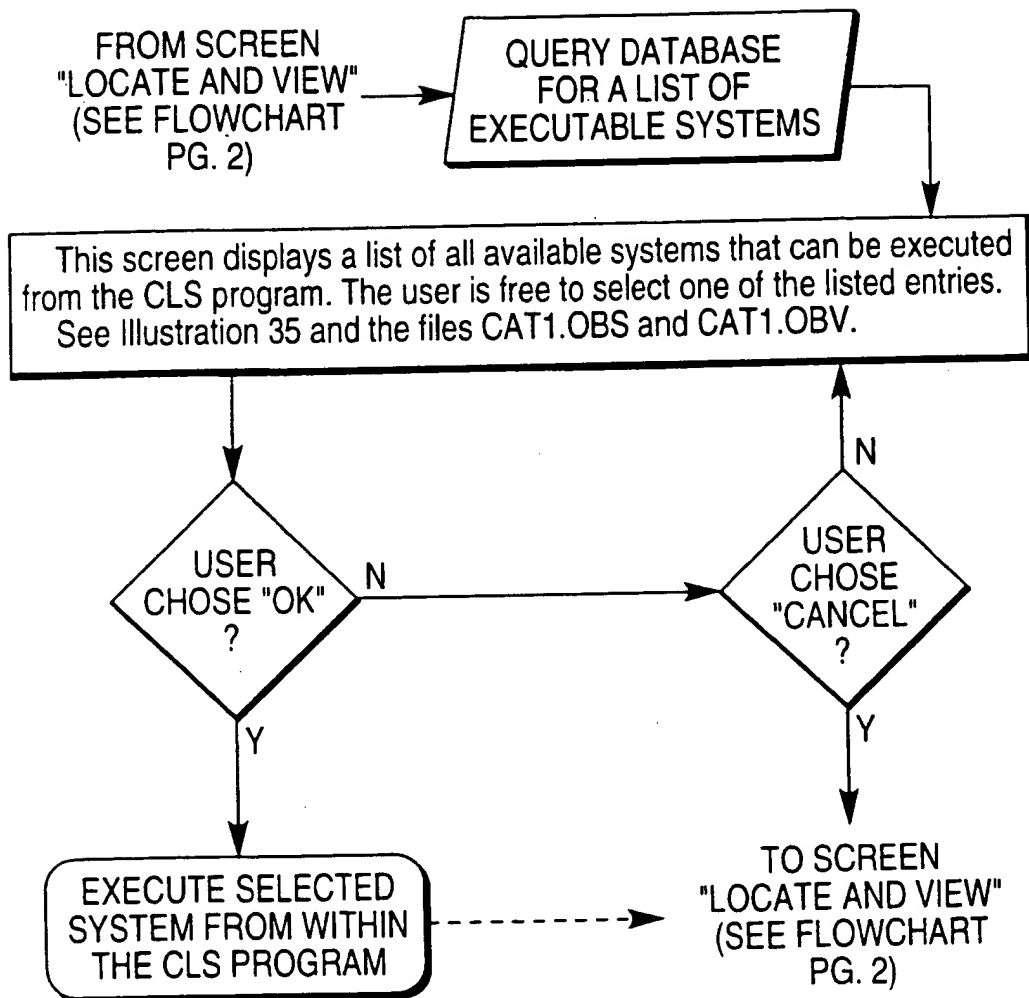 FROM SCREEN
"LOCATE AND VIEW"
(SEE FLOWCHART
PG. 2)
QUERY DATABASE
FOR A LIST OF
EXECUTABLE SYSTEMS
This screen displays a list of all available systems that can be executed
from the CLS program. The user is free to select one of the listed entries.
See Illustration 35 and the files CAT1.OBS and CAT1.OBV.
USER
CHOSE "OK"
?
N
Y
USER
CHOSE
"CANCEL"
?
N
Y
EXECUTE SELECTED
SYSTEM FROM WITHIN
THE CLS PROGRAM
TO SCREEN
"LOCATE AND VIEW"
(SEE FLOWCHART
PG. 2)